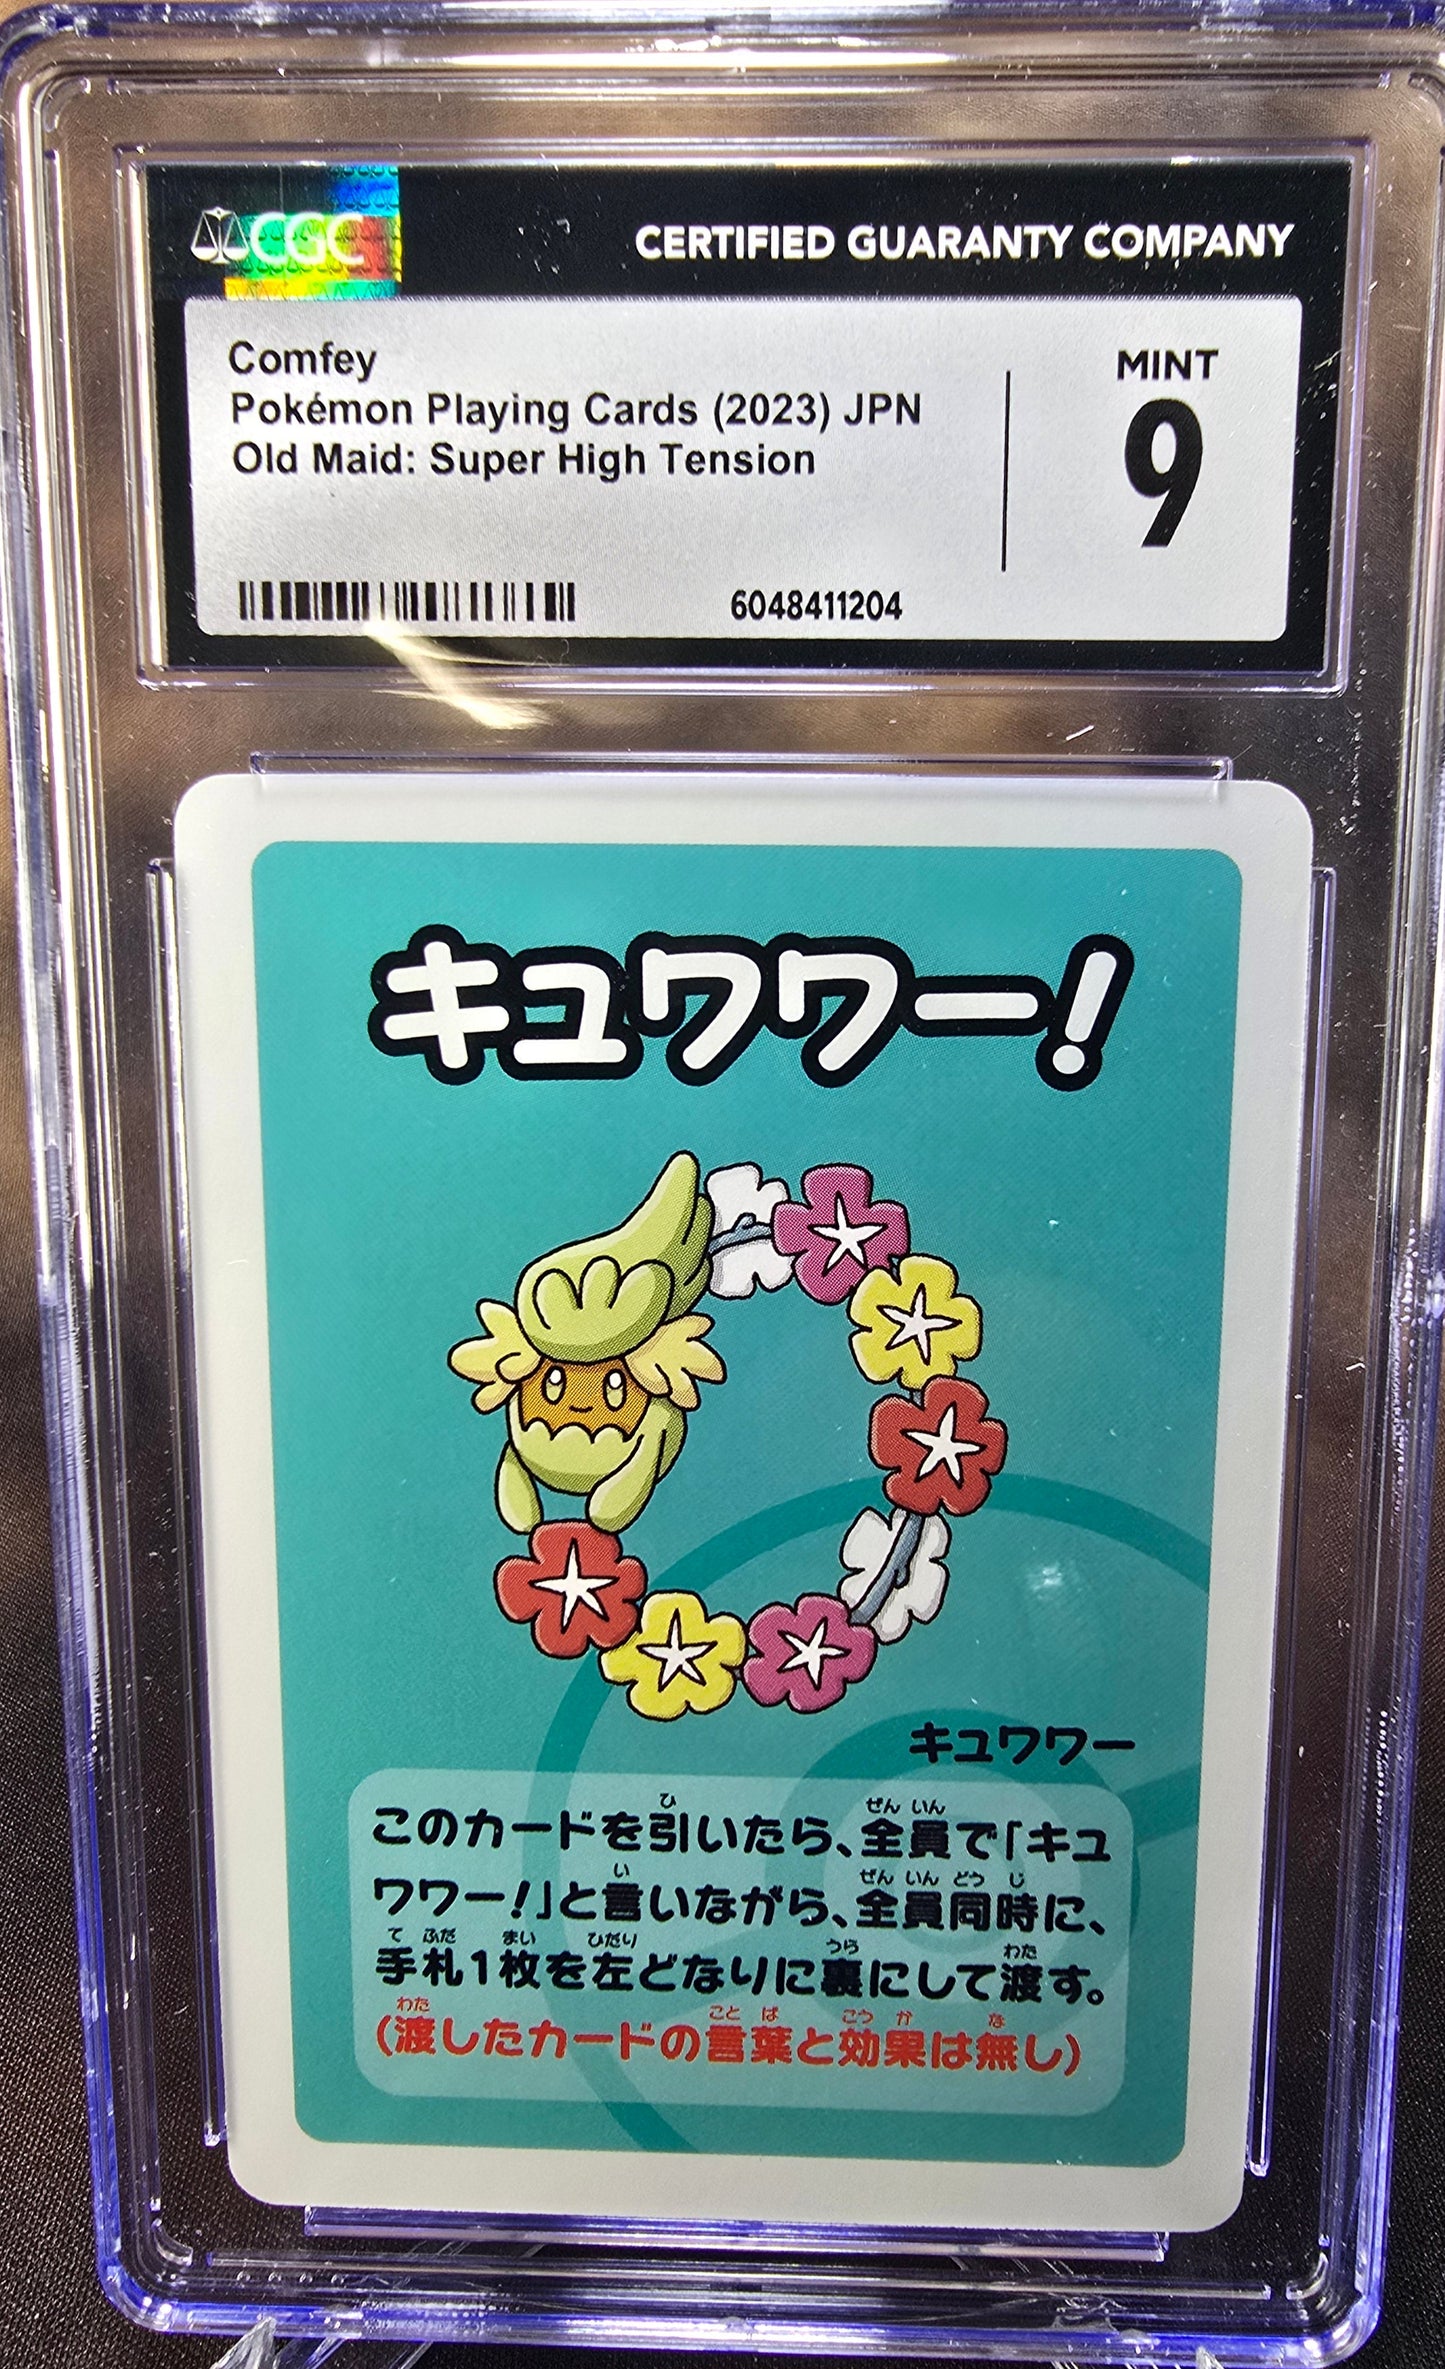 CGC
CERTIFIED GUARANTY COMPANY
Comfey
Pokémon Playing Cards (2023) JPN
Old Maid: Super High Tension
MINT
9
6048411204
キュワワー!
キュワワー
このカードを引いたら、全員で「キュ
ワワー!」と言いながら、全員同時に、
手札1枚を左どなりに裏にして渡す。
(渡したカードの言葉と効果は無し)